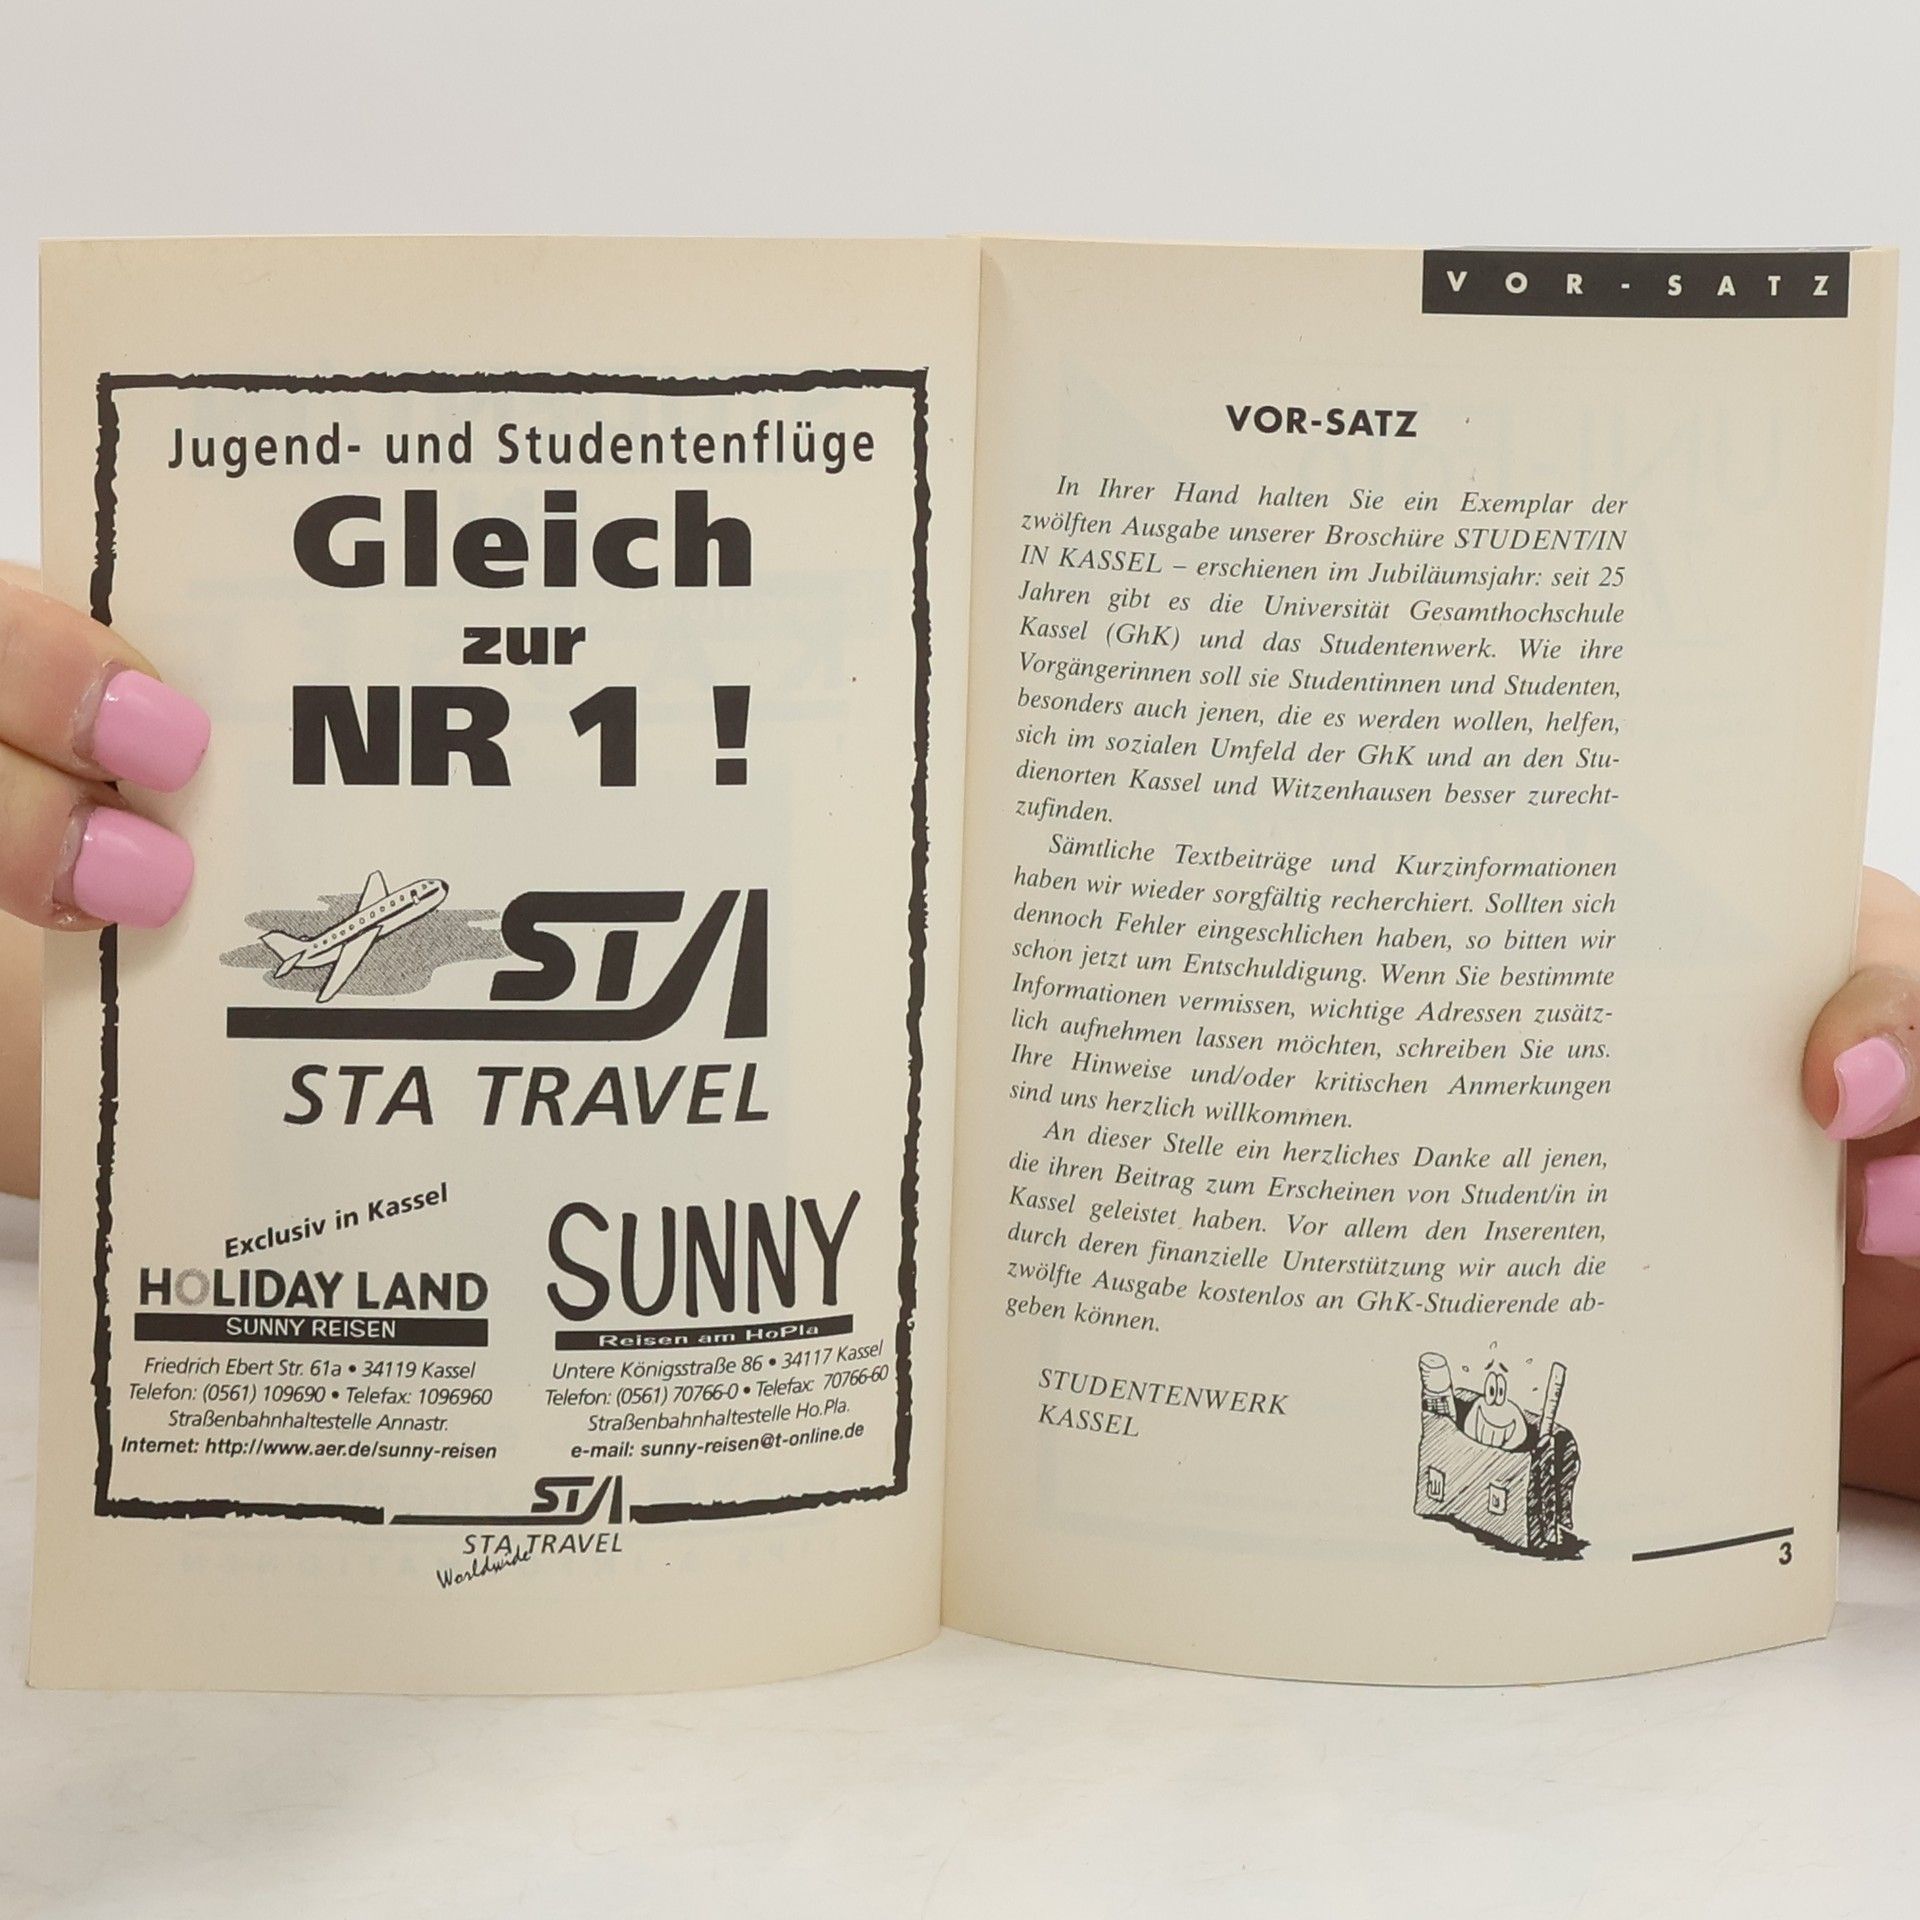 Jugend- und Studentenflüge
Gleich
zur
NR 1 !
STA
STA TRAVEL
Exclusiv in Kassel
HOLIDAY LAND
SUNNY REISEN
Friedrich Ebert Str. 61a • 34119 Kassel
Telefon: (0561) 109690 • Telefax: 1096960
Straßenbahnhaltestelle Annastr.
Internet: http://www.aer.de/sunny-reisen
SUNNY
Reisen am HoPla
Untere Königsstraße 86 • 34117 Kassel
Telefon: (0561) 70766-0 • Telefax: 70766-60
Straßenbahnhaltestelle Ho.Pla.
e-mail: sunny-reisen@t-online.de
STA
STA TRAVEL
Worldwide
VOR-SATZ
VOR-SATZ
In Ihrer Hand halten Sie ein Exemplar der
zwölften Ausgabe unserer Broschüre STUDENT/IN
IN KASSEL – erschienen im Jubiläumsjahr: seit 25
Jahren gibt es die Universität Gesamthochschule
Kassel (GhK) und das Studentenwerk. Wie ihre
Vorgängerinnen soll sie Studentinnen und Studenten,
besonders auch jenen, die es werden wollen, helfen,
sich im sozialen Umfeld der GhK und an den Stu-
dienorten Kassel und Witzenhausen besser zurecht-
zufinden.
Sämtliche Textbeiträge und Kurzinformationen
haben wir wieder sorgfältig recherchiert. Sollten sich
dennoch Fehler eingeschlichen haben, so bitten wir
schon jetzt um Entschuldigung. Wenn Sie bestimmte
Informationen vermissen, wichtige Adressen zusätz-
lich aufnehmen lassen möchten, schreiben Sie uns.
Ihre Hinweise und/oder kritischen Anmerkungen
sind uns herzlich willkommen.
An dieser Stelle ein herzliches Danke all jenen,
die ihren Beitrag zum Erscheinen von Student/in in
Kassel geleistet haben. Vor allem den Inserenten,
durch deren finanzielle Unterstützung wir auch die
zwölfte Ausgabe kostenlos an GhK-Studierende ab-
geben können.
STUDENTENWERK
KASSEL
3